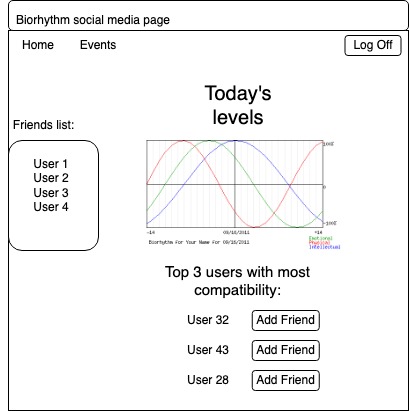 Biorhythm social media page
Home Events Log Off
Today's
levels
Friends list:
User 1
User 2
User 3
User 4
100%
0
-100%
-14 09/16/2011 +14
Biorhythm For Your Name For 09/16/2011
Emotional
Physical
Intellectual
Top 3 users with most
compatibility:
User 32 Add Friend
User 43 Add Friend
User 28 Add Friend